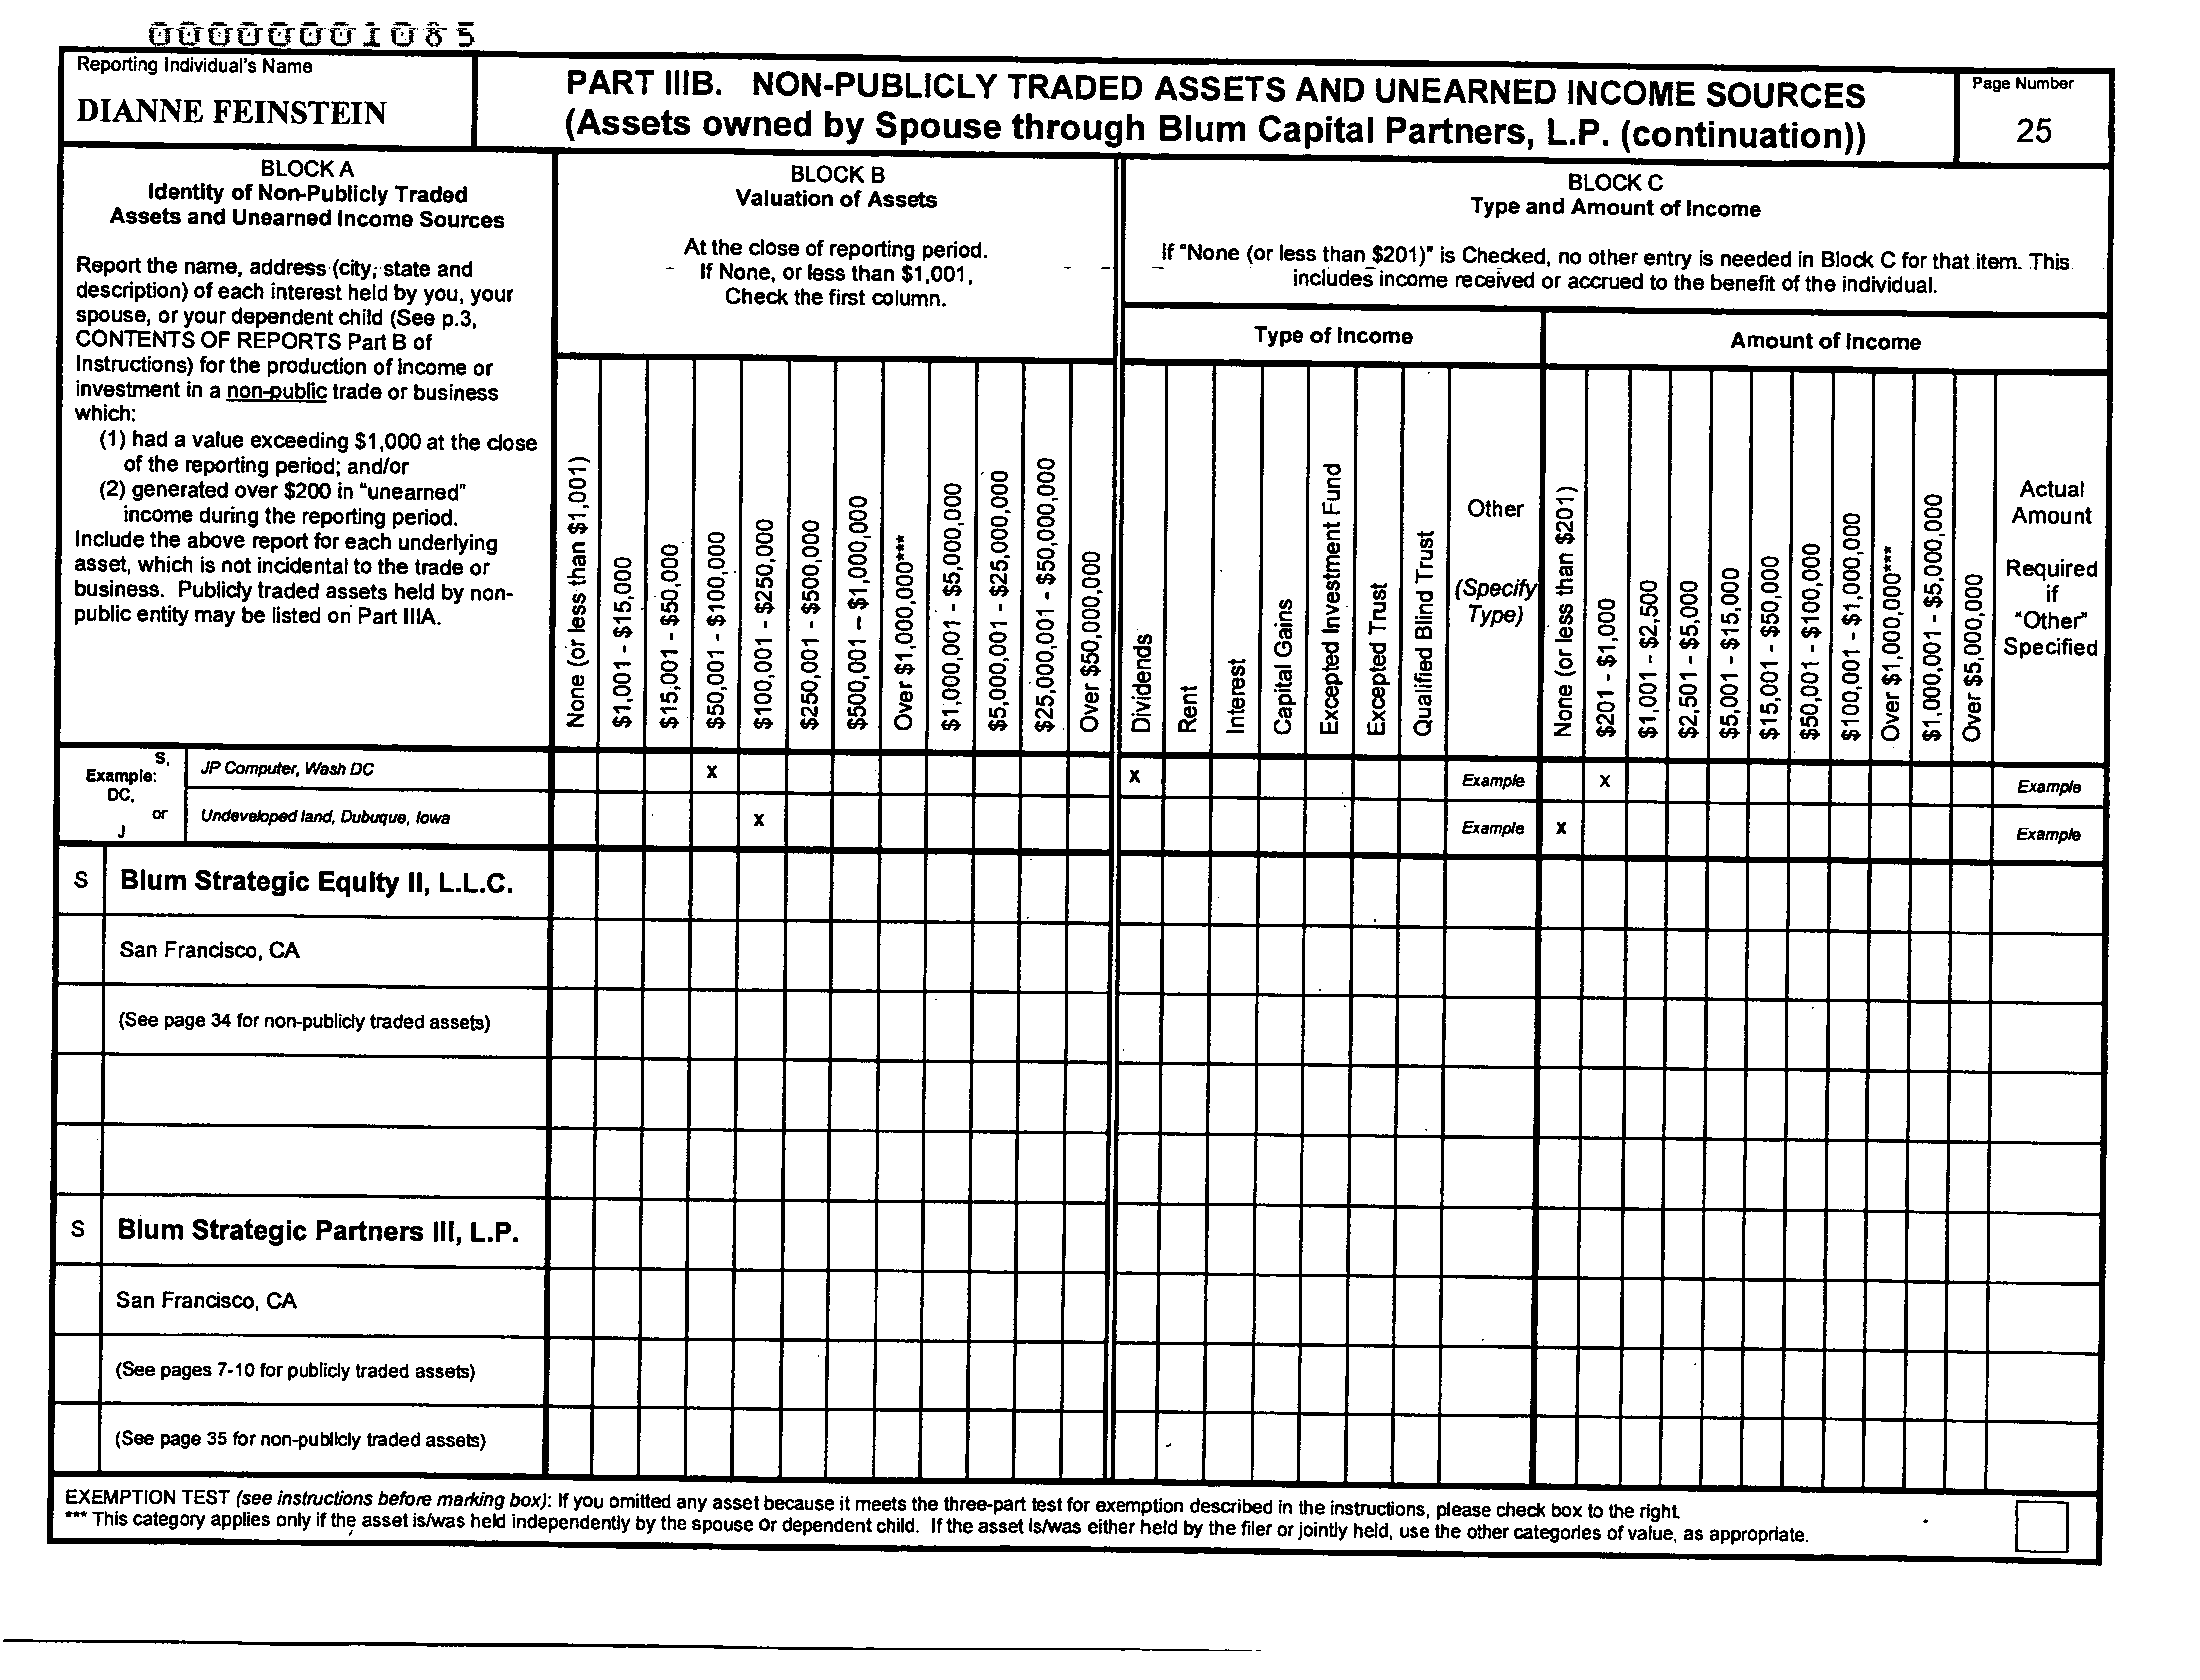 0000001085
Reporting Individual's Name
DIANNE FEINSTEIN
PART IIIB. NON-PUBLICLY TRADED ASSETS AND UNEARNED INCOME SOURCES
(Assets owned by Spouse through Blum Capital Partners, L.P. (continuation))
Page Number
25
BLOCK A
Identity of Non-Publicly Traded
Assets and Unearned Income Sources
Report the name, address (city, state and
description) of each interest held by you, your
spouse, or your dependent child (See p.3,
CONTENTS OF REPORTS Part B of
Instructions) for the production of income or
investment in a non-public trade or business
which:
(1) had a value exceeding $1,000 at the close
of the reporting period; and/or
(2) generated over $200 in "unearned"
income during the reporting period.
Include the above report for each underlying
asset, which is not incidental to the trade or
business. Publicly traded assets held by non-
public entity may be listed on Part IIIA.
BLOCK B
Valuation of Assets
At the close of reporting period.
If None, or less than $1,001,
Check the first column.
BLOCK C
Type and Amount of Income
If "None (or less than $201)" is Checked, no other entry is needed in Block C for that item. This
includes income received or accrued to the benefit of the individual.
Type of Income
Amount of Income
None (or less than $1,001)
$1,001 - $15,000
$15,001 - $50,000
$50,001 - $100,000
$100,001 - $250,000
$250,001 - $500,000
$500,001 - $1,000,000
Over $1,000,000***
$1,000,001 - $5,000,000
$5,000,001 - $25,000,000
$25,000,001 - $50,000,000
Over $50,000,000
Dividends
Rent
Interest
Capital Gains
Excepted Investment Fund
Excepted Trust
Qualified Blind Trust
Other
(Specify
Type)
None (or less than $201)
$201 - $1,000
$1,001 - $2,500
$2,501 - $5,000
$5,001 - $15,000
$15,001 - $50,000
$50,001 - $100,000
$100,001 - $1,000,000
Over $1,000,000***
$1,000,001 - $5,000,000
Over $5,000,000
Actual
Amount
Required
if
"Other"
Specified
S,
Example:
DC,
or
J
JP Computer, Wash DC x x Example x Example
Undeveloped land, Dubuque, Iowa x Example x Example
S Blum Strategic Equity II, L.L.C.
San Francisco, CA
(See page 34 for non-publicly traded assets)
S Blum Strategic Partners III, L.P.
San Francisco, CA
(See pages 7-10 for publicly traded assets)
(See page 35 for non-publicly traded assets)
EXEMPTION TEST (see instructions before marking box): If you omitted any asset because it meets the three-part test for exemption described in the instructions, please check box to the right.
*** This category applies only if the asset is/was held independently by the spouse or dependent child. If the asset is/was either held by the filer or jointly held, use the other categories of value, as appropriate.